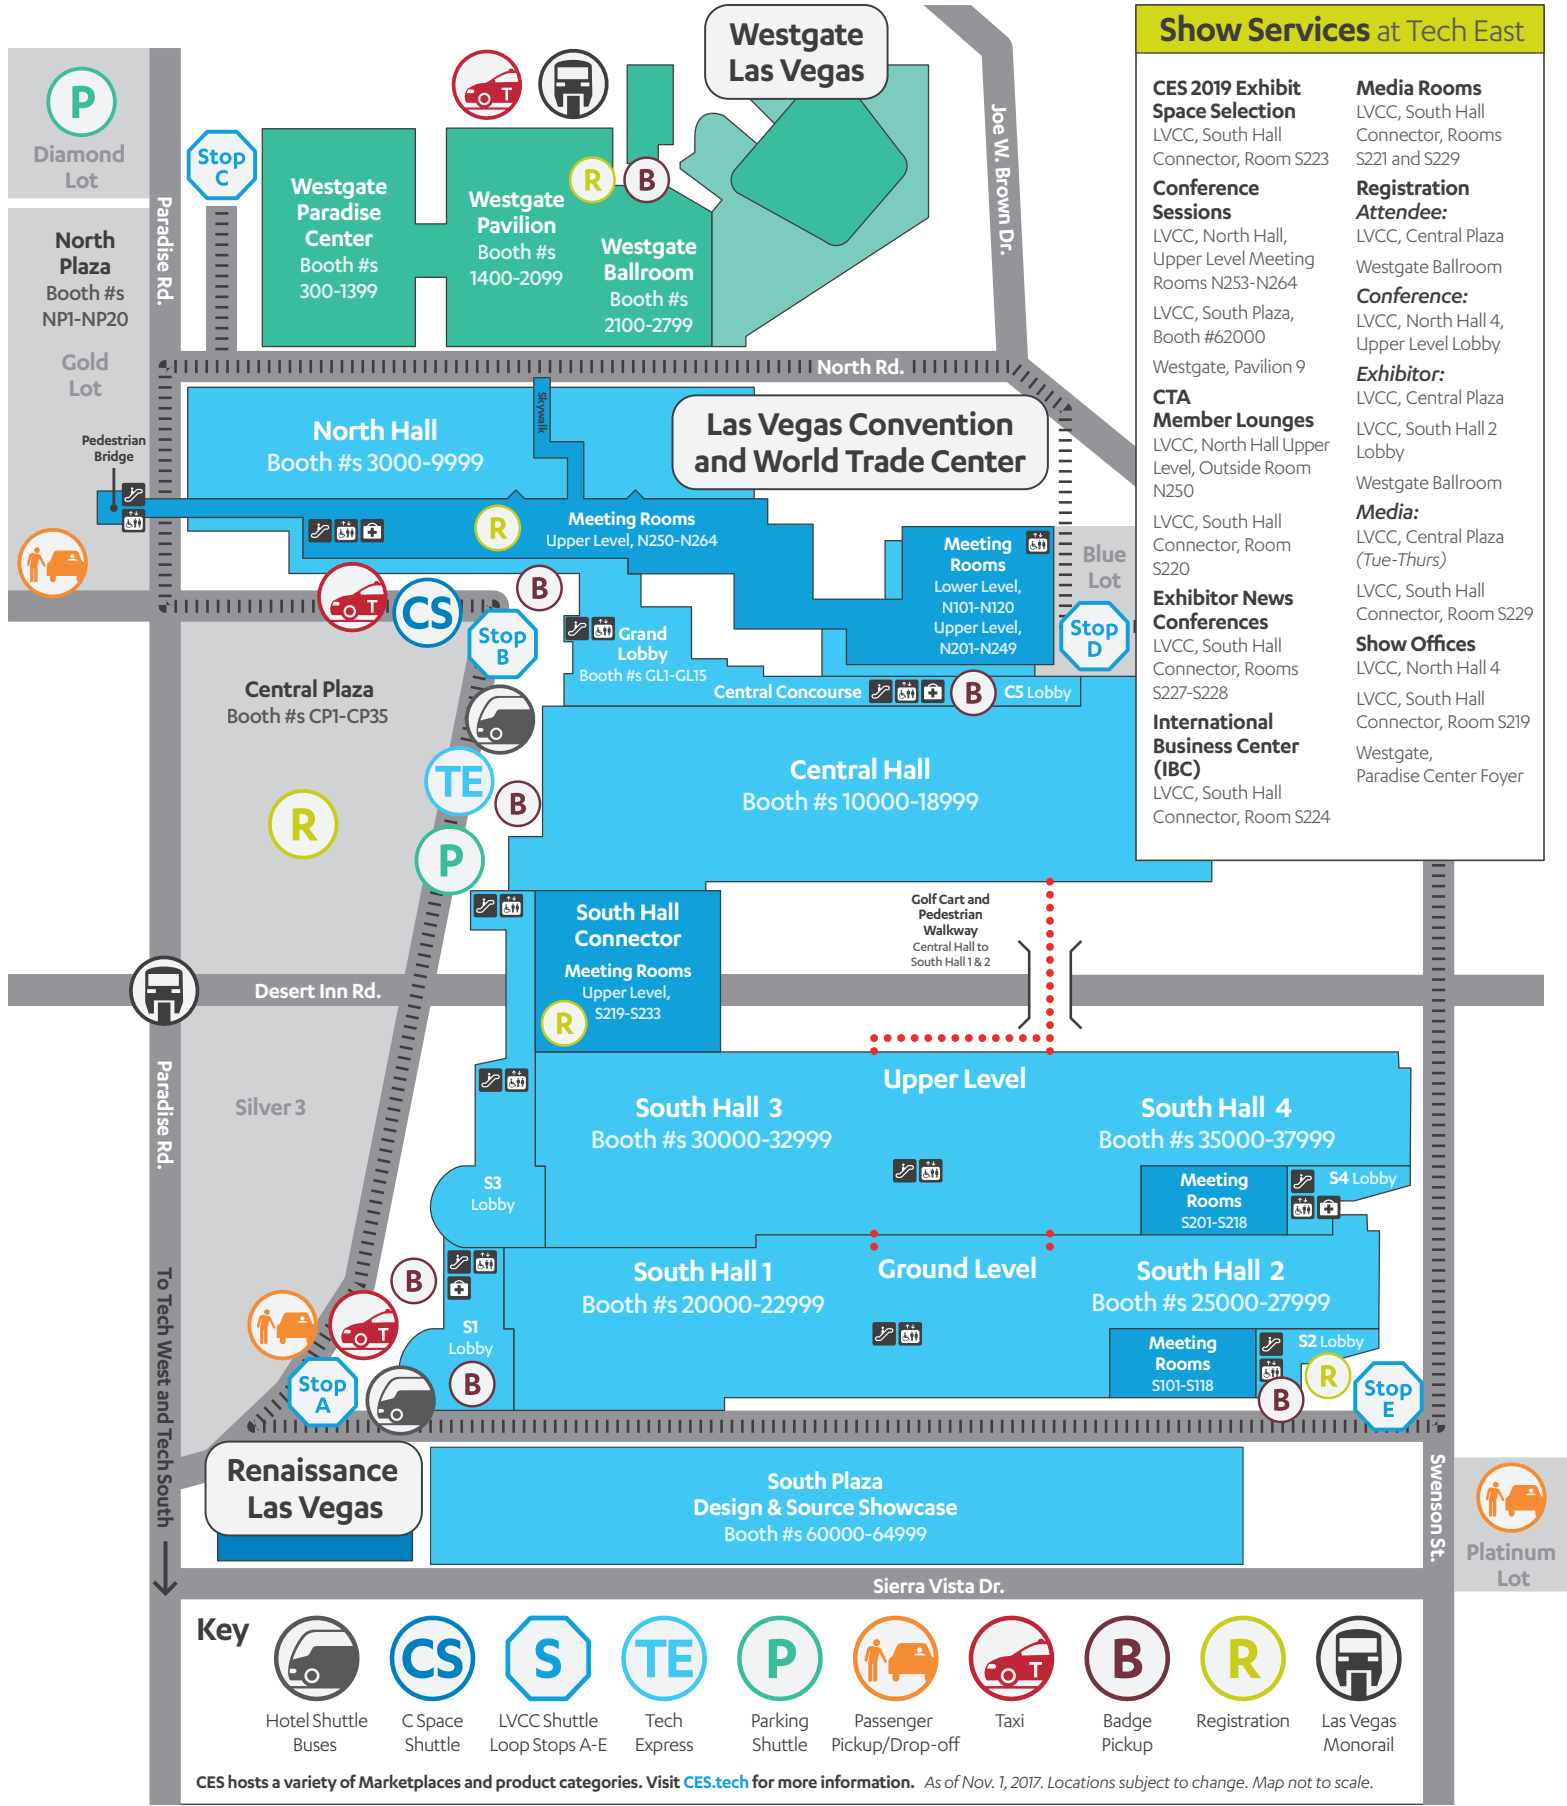 Westgate
Las Vegas
P
Diamond
Lot
Stop
C
T
R
B
Westgate
Paradise
Center
Booth #s
300-1399
Westgate
Pavilion
Booth #s
1400-2099
Westgate
Ballroom
Booth #s
2100-2799
Joe W. Brown Dr.
Paradise Rd.
North
Plaza
Booth #s
NP1-NP20
Gold
Lot
North Rd.
Pedestrian
Bridge
North Hall
Booth #s 3000-9999
Skywalk
Las Vegas Convention
and World Trade Center
R
Meeting Rooms
Upper Level, N250-N264
Meeting
Rooms
Lower Level,
N101-N120
Upper Level,
N201-N249
Blue
Lot
Stop
D
T
CS
B
Stop
B
Grand
Lobby
Booth #s GL1-GL15
Central Concourse
B
C5 Lobby
Central Plaza
Booth #s CP1-CP35
TE
B
R
P
Central Hall
Booth #s 10000-18999
South Hall
Connector
Meeting Rooms
Upper Level,
S219-S233
R
Golf Cart and
Pedestrian
Walkway
Central Hall to
South Hall 1 & 2
Desert Inn Rd.
Paradise Rd.
Silver 3
Upper Level
South Hall 3
Booth #s 30000-32999
South Hall 4
Booth #s 35000-37999
S3
Lobby
Meeting
Rooms
S201-S218
S4 Lobby
B
South Hall 1
Booth #s 20000-22999
Ground Level
South Hall 2
Booth #s 25000-27999
T
S1
Lobby
B
Stop
A
Meeting
Rooms
S101-S118
S2 Lobby
R
B
Stop
E
To Tech West and Tech South
Renaissance
Las Vegas
South Plaza
Design & Source Showcase
Booth #s 60000-64999
Swenson St.
Platinum
Lot
Sierra Vista Dr.
Show Services at Tech East
CES 2019 Exhibit
Space Selection
LVCC, South Hall
Connector, Room S223
Conference
Sessions
LVCC, North Hall,
Upper Level Meeting
Rooms N253-N264
LVCC, South Plaza,
Booth #62000
Westgate, Pavilion 9
CTA
Member Lounges
LVCC, North Hall Upper
Level, Outside Room
N250
LVCC, South Hall
Connector, Room
S220
Exhibitor News
Conferences
LVCC, South Hall
Connector, Rooms
S227-S228
International
Business Center
(IBC)
LVCC, South Hall
Connector, Room S224
Media Rooms
LVCC, South Hall
Connector, Rooms
S221 and S229
Registration
Attendee:
LVCC, Central Plaza
Westgate Ballroom
Conference:
LVCC, North Hall 4,
Upper Level Lobby
Exhibitor:
LVCC, Central Plaza
LVCC, South Hall 2
Lobby
Westgate Ballroom
Media:
LVCC, Central Plaza
(Tue-Thurs)
LVCC, South Hall
Connector, Room S229
Show Offices
LVCC, North Hall 4
LVCC, South Hall
Connector, Room S219
Westgate,
Paradise Center Foyer
Key
CS
S
TE
P
T
B
R
Hotel Shuttle
Buses
C Space
Shuttle
LVCC Shuttle
Loop Stops A-E
Tech
Express
Parking
Shuttle
Passenger
Pickup/Drop-off
Taxi
Badge
Pickup
Registration
Las Vegas
Monorail
CES hosts a variety of Marketplaces and product categories. Visit CES.tech for more information. As of Nov. 1, 2017. Locations subject to change. Map not to scale.